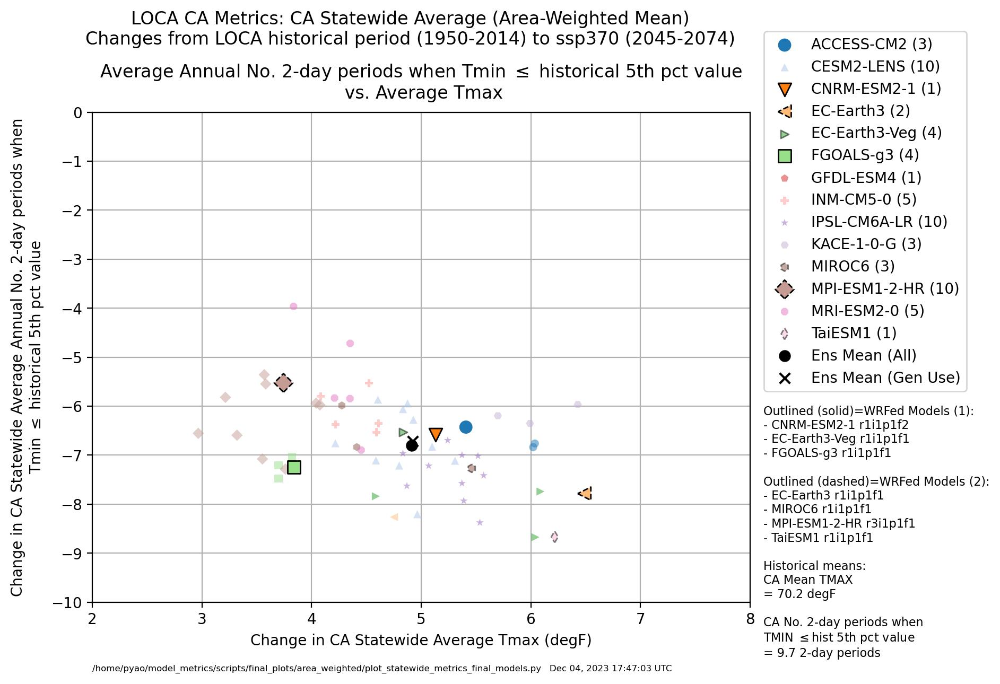 LOCA CA Metrics: CA Statewide Average (Area-Weighted Mean)
Changes from LOCA historical period (1950-2014) to ssp370 (2045-2074)
Average Annual No. 2-day periods when Tmin ≤ historical 5th pct value
vs. Average Tmax
Change in CA Statewide Average Annual No. 2-day periods when
Tmin ≤ historical 5th pct value
0
−1
−2
−3
−4
−5
−6
−7
−8
−9
−10
2
3
4
5
6
7
8
Change in CA Statewide Average Tmax (degF)
ACCESS-CM2 (3)
CESM2-LENS (10)
CNRM-ESM2-1 (1)
EC-Earth3 (2)
EC-Earth3-Veg (4)
FGOALS-g3 (4)
GFDL-ESM4 (1)
INM-CM5-0 (5)
IPSL-CM6A-LR (10)
KACE-1-0-G (3)
MIROC6 (3)
MPI-ESM1-2-HR (10)
MRI-ESM2-0 (5)
TaiESM1 (1)
Ens Mean (All)
Ens Mean (Gen Use)
Outlined (solid)=WRFed Models (1):
- CNRM-ESM2-1 r1i1p1f2
- EC-Earth3-Veg r1i1p1f1
- FGOALS-g3 r1i1p1f1
Outlined (dashed)=WRFed Models (2):
- EC-Earth3 r1i1p1f1
- MIROC6 r1i1p1f1
- MPI-ESM1-2-HR r3i1p1f1
- TaiESM1 r1i1p1f1
Historical means:
CA Mean TMAX
= 70.2 degF
CA No. 2-day periods when
TMIN ≤ hist 5th pct value
= 9.7 2-day periods
/home/pyao/model_metrics/scripts/final_plots/area_weighted/plot_statewide_metrics_final_models.py Dec 04, 2023 17:47:03 UTC